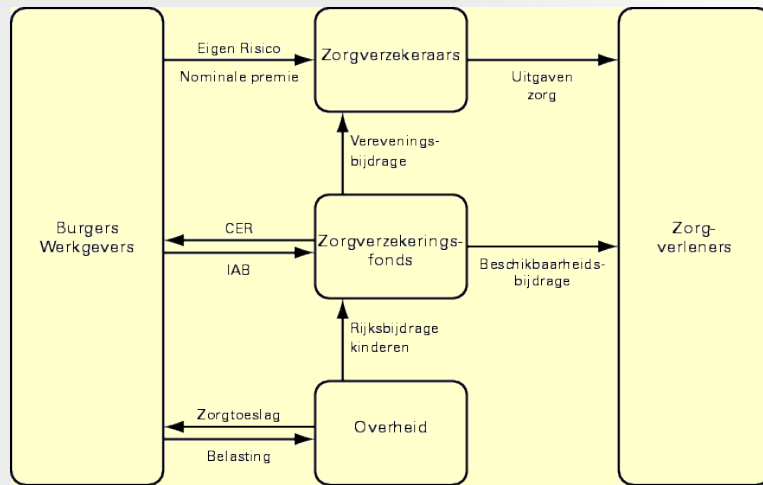 Eigen Risico
Nominale premie
Zorgverzekeraars
Uitgaven
zorg
Verevenings-
bijdrage
Burgers
Werkgevers
CER
IAB
Zorgverzekerings-
fonds
Beschikbaarheids-
bijdrage
Zorg-
verleners
Rijksbijdrage
kinderen
Zorgtoeslag
Belasting
Overheid